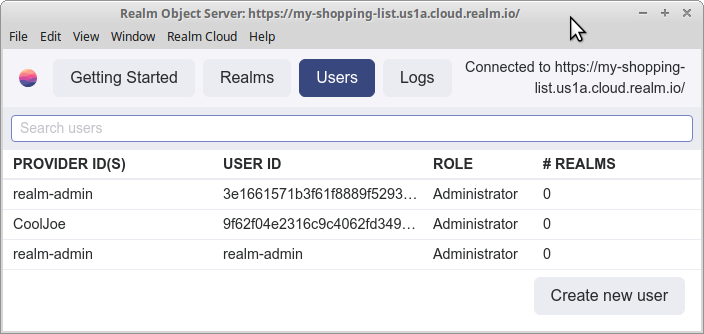 Realm Object Server: https://my-shopping-list.us1a.cloud.realm.io/
File Edit View Window Realm Cloud Help
Getting Started Realms Users Logs Connected to https://my-shopping-
list.us1a.cloud.realm.io/
Search users
PROVIDER ID(S) USER ID ROLE # REALMS
realm-admin 3e1661571b3f61f8889f5293… Administrator 0
CoolJoe 9f62f04e2316c9c4062fd349… Administrator 0
realm-admin realm-admin Administrator 0
Create new user